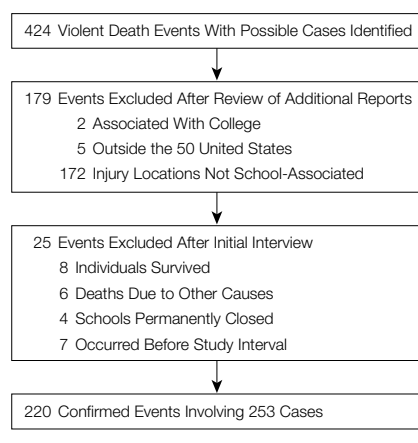 424 Violent Death Events With Possible Cases Identified
179 Events Excluded After Review of Additional Reports
2 Associated With College
5 Outside the 50 United States
172 Injury Locations Not School-Associated
25 Events Excluded After Initial Interview
8 Individuals Survived
6 Deaths Due to Other Causes
4 Schools Permanently Closed
7 Occurred Before Study Interval
220 Confirmed Events Involving 253 Cases